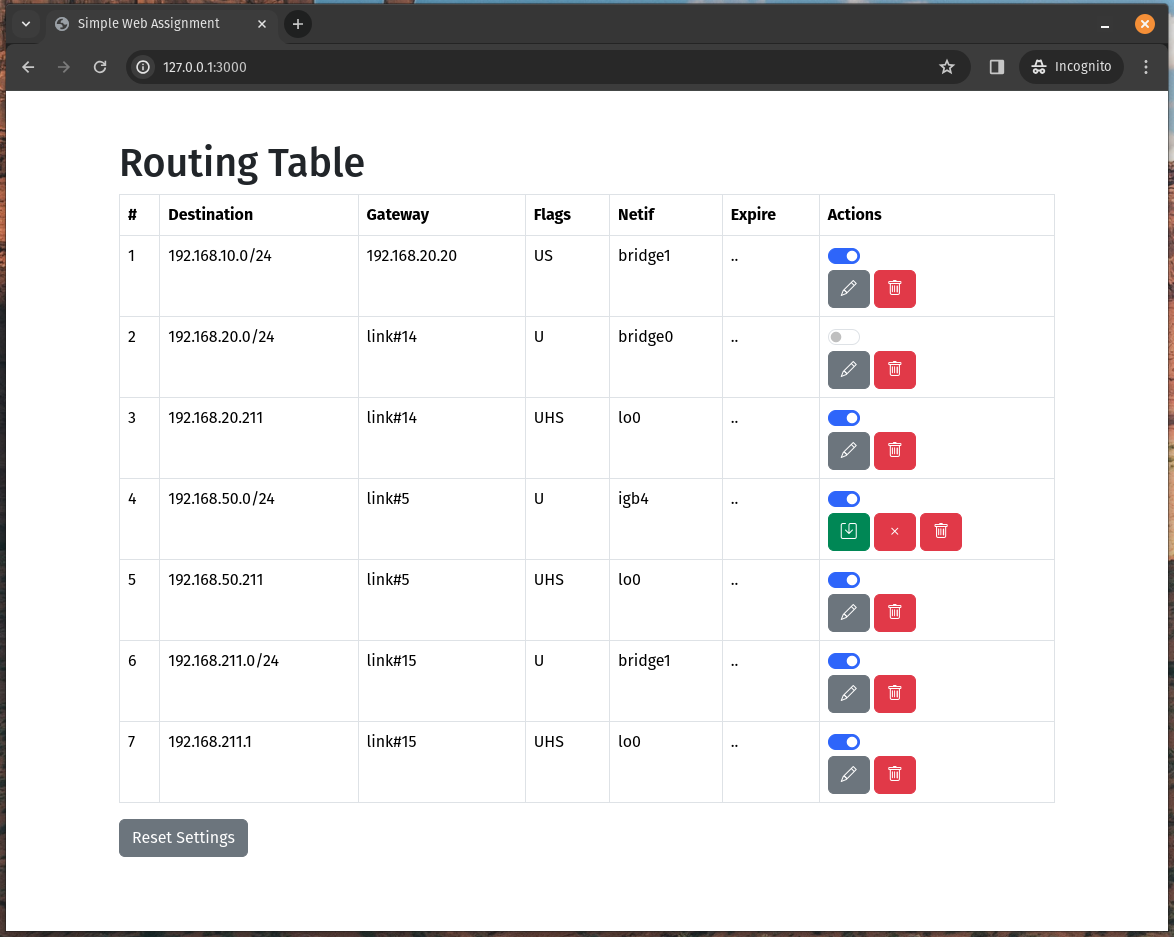 Simple Web Assignment
127.0.0.1:3000
Incognito
Routing Table
# Destination Gateway Flags Netif Expire Actions
1 192.168.10.0/24 192.168.20.20 US bridge1 ..
2 192.168.20.0/24 link#14 U bridge0 ..
3 192.168.20.211 link#14 UHS lo0 ..
4 192.168.50.0/24 link#5 U igb4 ..
5 192.168.50.211 link#5 UHS lo0 ..
6 192.168.211.0/24 link#15 U bridge1 ..
7 192.168.211.1 link#15 UHS lo0 ..
Reset Settings